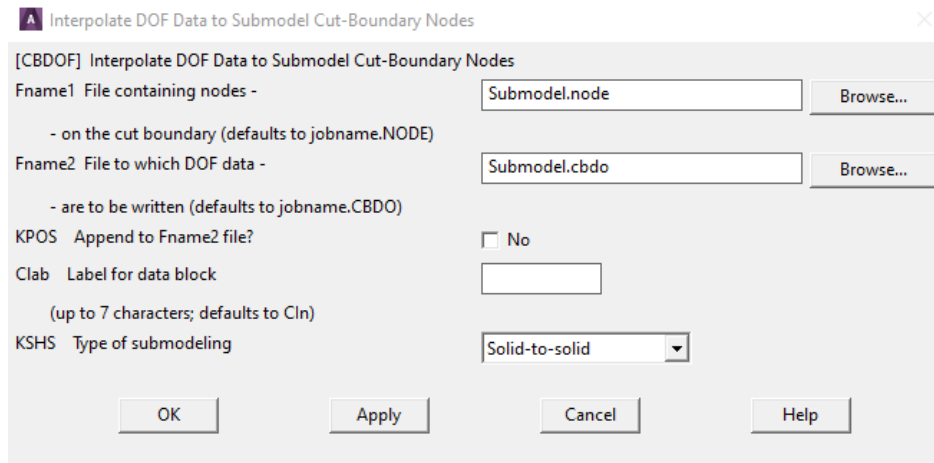 A Interpolate DOF Data to Submodel Cut-Boundary Nodes
[CBDOF] Interpolate DOF Data to Submodel Cut-Boundary Nodes
Fname1 File containing nodes - Submodel.node Browse...
- on the cut boundary (defaults to jobname.NODE)
Fname2 File to which DOF data - Submodel.cbdo Browse...
- are to be written (defaults to jobname.CBDO)
KPOS Append to Fname2 file? No
Clab Label for data block
(up to 7 characters; defaults to CIn)
KSHS Type of submodeling Solid-to-solid
OK Apply Cancel Help